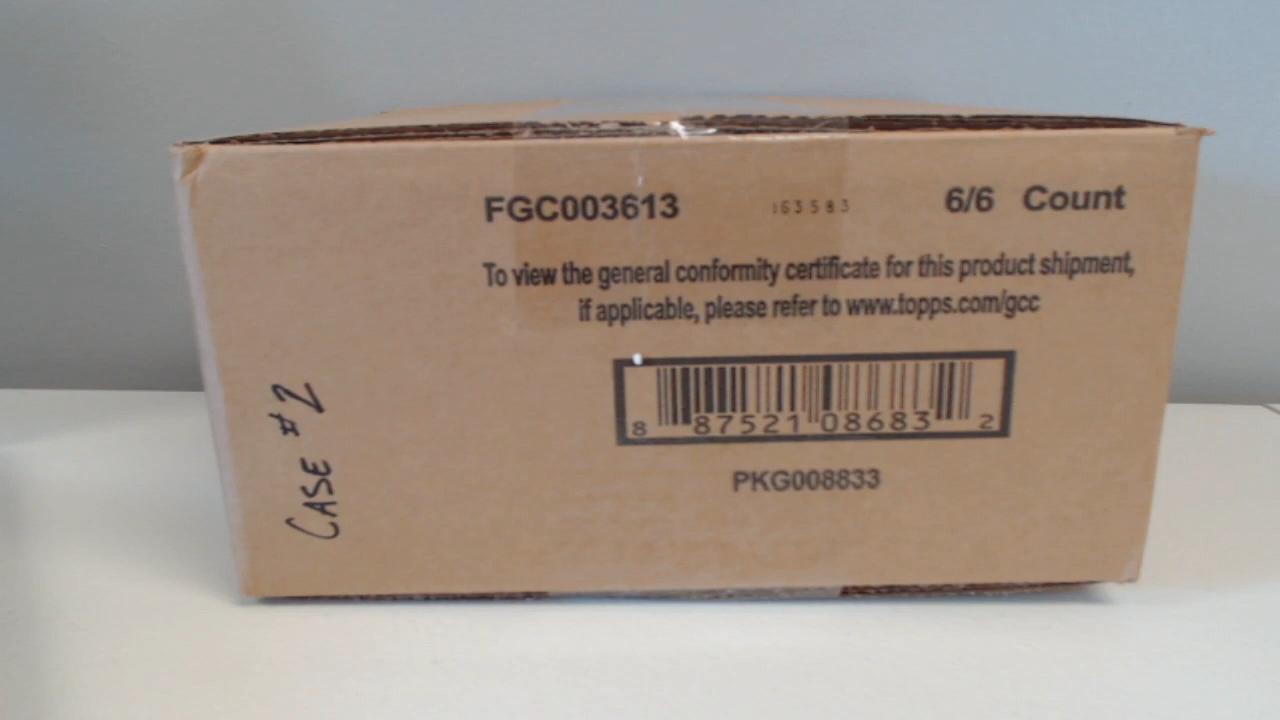 FGC003613 163583 6/6 Count
To view the general conformity certificate for this product shipment,
if applicable, please refer to www.topps.com/gcc
8 87521 08683 2
PKG008833
CASE #2